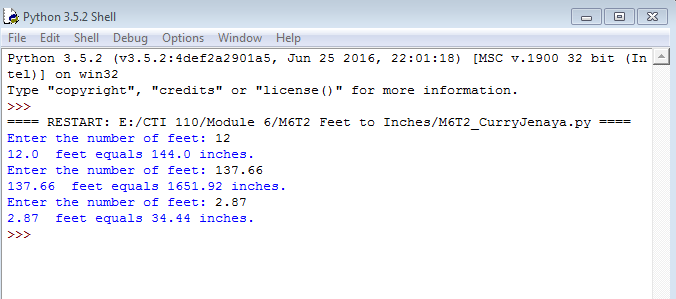 Python 3.5.2 Shell
File Edit Shell Debug Options Window Help
Python 3.5.2 (v3.5.2:4def2a2901a5, Jun 25 2016, 22:01:18) [MSC v.1900 32 bit (In
tel)] on win32
Type "copyright", "credits" or "license()" for more information.
>>>
==== RESTART: E:/CTI 110/Module 6/M6T2 Feet to Inches/M6T2_CurryJenaya.py ====
Enter the number of feet: 12
12.0  feet equals 144.0 inches.
Enter the number of feet: 137.66
137.66  feet equals 1651.92 inches.
Enter the number of feet: 2.87
2.87  feet equals 34.44 inches.
>>>